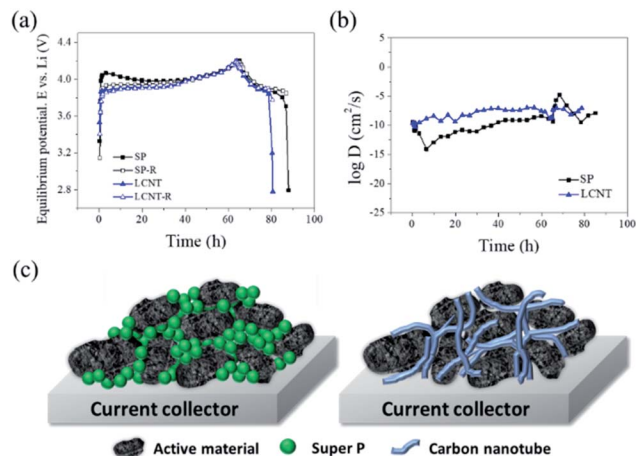 (a)
Equilibrium potential. E vs. Li (V)
4.4
4.0
3.6
3.2
2.8
SP
SP-R
LCNT
LCNT-R
0 20 40 60 80 100
Time (h)
(b)
log D (cm²/s)
5
0
-5
-10
-15
-20
-25
SP
LCNT
0 20 40 60 80 100
Time (h)
(c)
Current collector
Current collector
Active material Super P Carbon nanotube